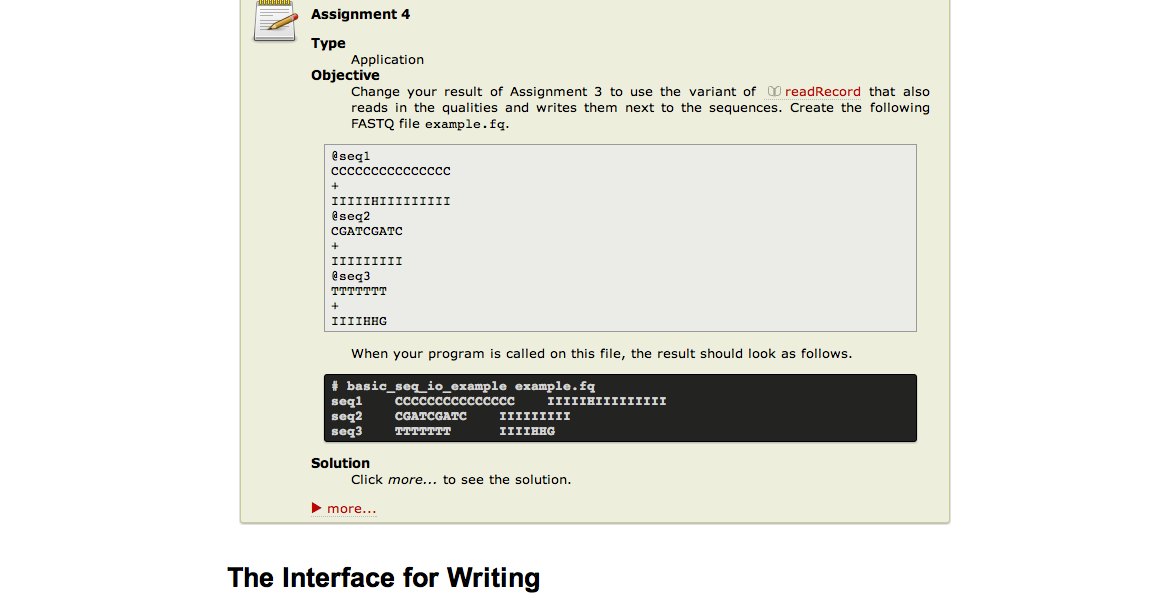 Assignment 4
Type
Application
Objective
Change your result of Assignment 3 to use the variant of readRecord that also
reads in the qualities and writes them next to the sequences. Create the following
FASTQ file example.fq.
@seq1
CCCCCCCCCCCCCCC
+
IIIIIHIIIIIIIII
@seq2
CGATCGATC
+
IIIIIIIII
@seq3
TTTTTTT
+
IIIIHHG
When your program is called on this file, the result should look as follows.
# basic_seq_io_example example.fq
seq1    CCCCCCCCCCCCCCC    IIIIIHIIIIIIIII
seq2    CGATCGATC    IIIIIIIII
seq3    TTTTTTT       IIIIHHG
Solution
Click more... to see the solution.
more...
The Interface for Writing